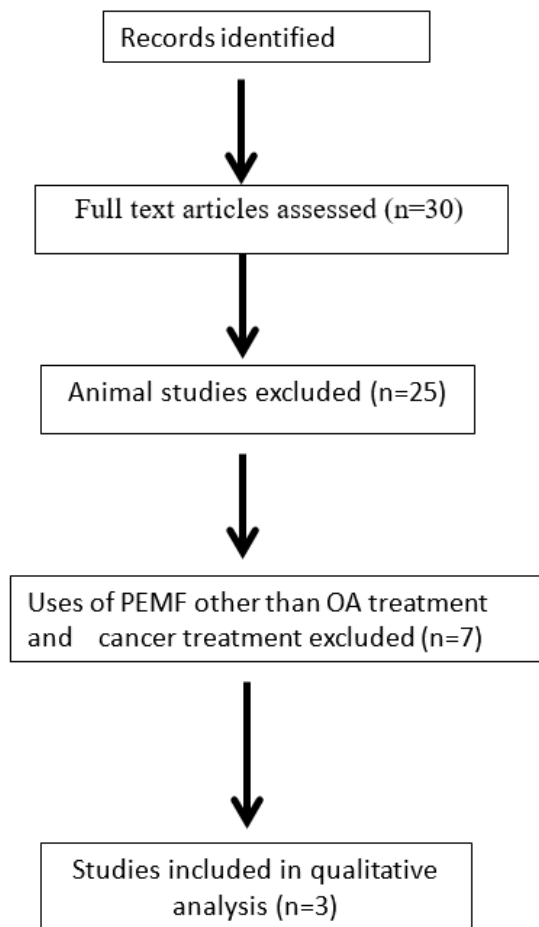 Records identified
Full text articles assessed (n=30)
Animal studies excluded (n=25)
Uses of PEMF other than OA treatment
and cancer treatment excluded (n=7)
Studies included in qualitative
analysis (n=3)